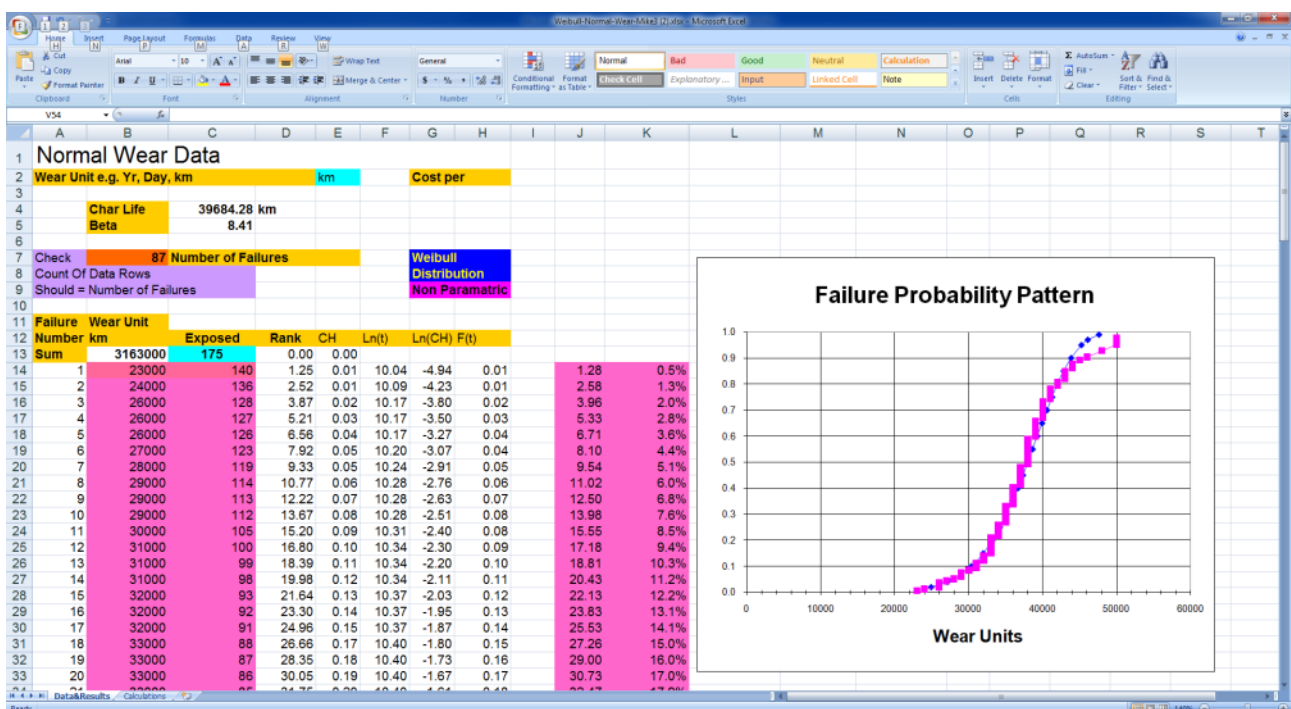 Weibull-Normal-Wear-Mike3 (2).xlsx - Microsoft Excel
1 2
Home Insert Page Layout Formulas Data Review View
H N P M A R W
Cut
Copy
Format Painter
Paste
Clipboard
Arial 10
B I U
Font
Wrap Text
Merge & Center
Alignment
General
$ % ,
Number
Conditional Formatting
Format as Table
Normal Bad Good Neutral Calculation
Check Cell Explanatory ... Input Linked Cell Note
Styles
Insert Delete Format
Cells
AutoSum
Fill
Clear
Sort & Filter
Find & Select
Editing
V54 fx
A B C D E F G H I J K L M N O P Q R S T
1 Normal Wear Data
2 Wear Unit e.g. Yr, Day, km km Cost per
3
4 Char Life 39684.28 km
5 Beta 8.41
6
7 Check 87 Number of Failures Weibull
8 Count Of Data Rows Distribution
9 Should = Number of Failures Non Paramatric
10
11 Failure Wear Unit
12 Number km Exposed Rank CH Ln(t) Ln(CH) F(t)
13 Sum 3163000 175 0.00 0.00
14 1 23000 140 1.25 0.01 10.04 -4.94 0.01 1.28 0.5%
15 2 24000 136 2.52 0.01 10.09 -4.23 0.01 2.58 1.3%
16 3 26000 128 3.87 0.02 10.17 -3.80 0.02 3.96 2.0%
17 4 26000 127 5.21 0.03 10.17 -3.50 0.03 5.33 2.8%
18 5 26000 126 6.56 0.04 10.17 -3.27 0.04 6.71 3.6%
19 6 27000 123 7.92 0.05 10.20 -3.07 0.04 8.10 4.4%
20 7 28000 119 9.33 0.05 10.24 -2.91 0.05 9.54 5.1%
21 8 29000 114 10.77 0.06 10.28 -2.76 0.06 11.02 6.0%
22 9 29000 113 12.22 0.07 10.28 -2.63 0.07 12.50 6.8%
23 10 29000 112 13.67 0.08 10.28 -2.51 0.08 13.98 7.6%
24 11 30000 105 15.20 0.09 10.31 -2.40 0.08 15.55 8.5%
25 12 31000 100 16.80 0.10 10.34 -2.30 0.09 17.18 9.4%
26 13 31000 99 18.39 0.11 10.34 -2.20 0.10 18.81 10.3%
27 14 31000 98 19.98 0.12 10.34 -2.11 0.11 20.43 11.2%
28 15 32000 93 21.64 0.13 10.37 -2.03 0.12 22.13 12.2%
29 16 32000 92 23.30 0.14 10.37 -1.95 0.13 23.83 13.1%
30 17 32000 91 24.96 0.15 10.37 -1.87 0.14 25.53 14.1%
31 18 33000 88 26.66 0.17 10.40 -1.80 0.15 27.26 15.0%
32 19 33000 87 28.35 0.18 10.40 -1.73 0.16 29.00 16.0%
33 20 33000 86 30.05 0.19 10.40 -1.67 0.17 30.73 17.0%
Failure Probability Pattern
1.0
0.9
0.8
0.7
0.6
0.5
0.4
0.3
0.2
0.1
0.0
0 10000 20000 30000 40000 50000 60000
Wear Units
Data&Results Calculations
Ready 140%